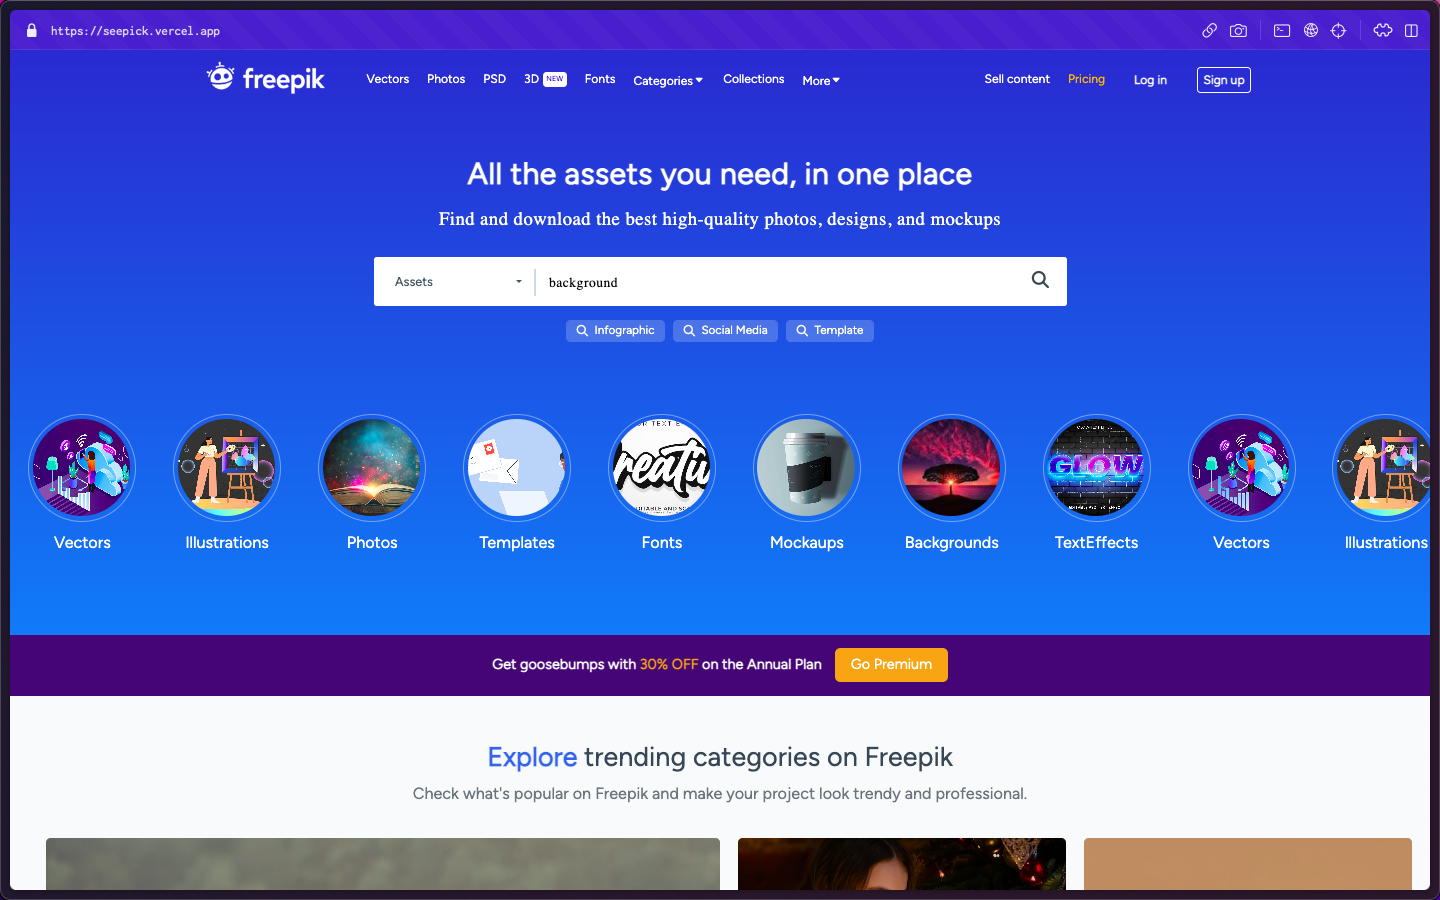 https://seepick.vercel.app
freepik
Vectors Photos PSD 3D NEW Fonts Categories Collections More Sell content Pricing Log in Sign up
All the assets you need, in one place
Find and download the best high-quality photos, designs, and mockups
Assets background
Infographic Social Media Template
reativ
GLOW
Vectors Illustrations Photos Templates Fonts Mockaups Backgrounds TextEffects Vectors Illustrations
Get goosebumps with 30% OFF on the Annual Plan Go Premium
Explore trending categories on Freepik
Check what's popular on Freepik and make your project look trendy and professional.